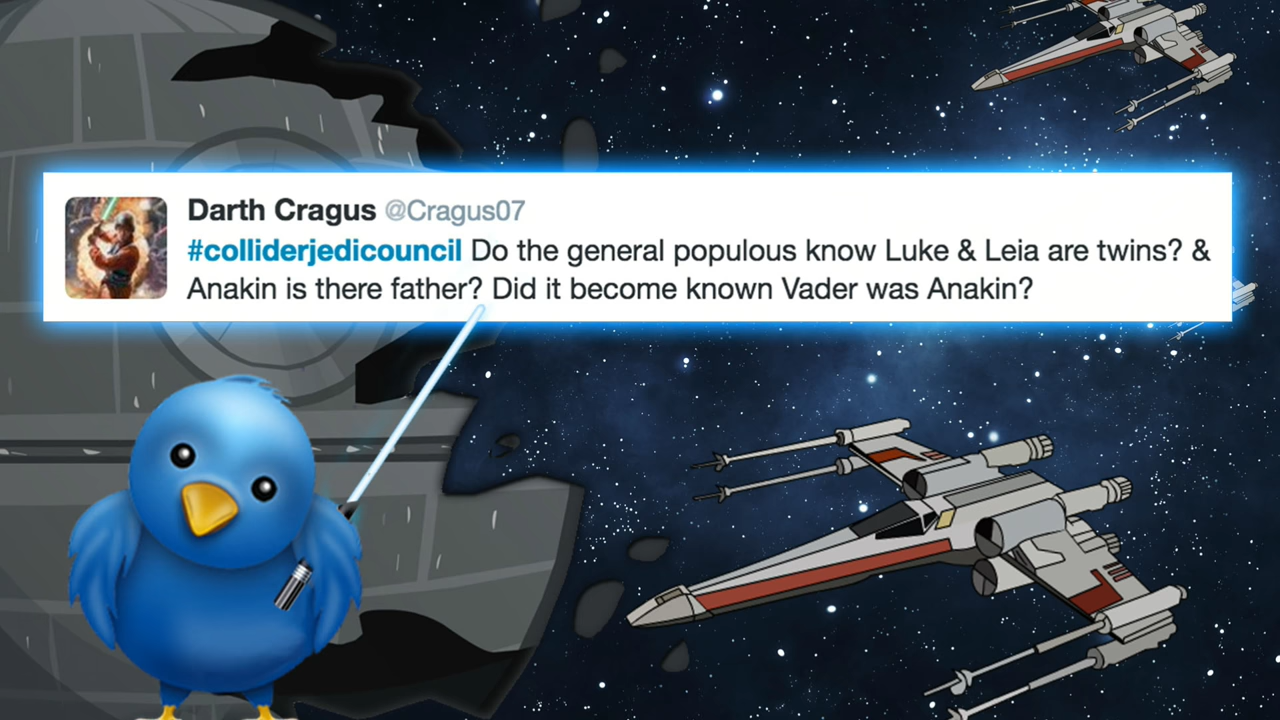 Darth Cragus @Cragus07
#colliderjedicouncil Do the general populous know Luke & Leia are twins? &
Anakin is there father? Did it become known Vader was Anakin?